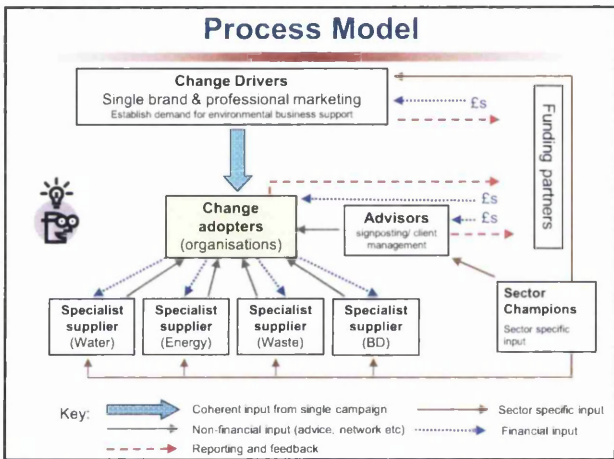 Process Model
Change Drivers
Single brand & professional marketing
Establish demand for environmental business support
£s
Funding partners
Change
adopters
(organisations)
£s
£s
Advisors
signposting/ client
management
Specialist
supplier
(Water)
Specialist
supplier
(Energy)
Specialist
supplier
(Waste)
Specialist
supplier
(BD)
Sector
Champions
Sector specific
input
Key:
Coherent input from single campaign
Sector specific input
Non-financial input (advice, network etc)
Financial input
Reporting and feedback